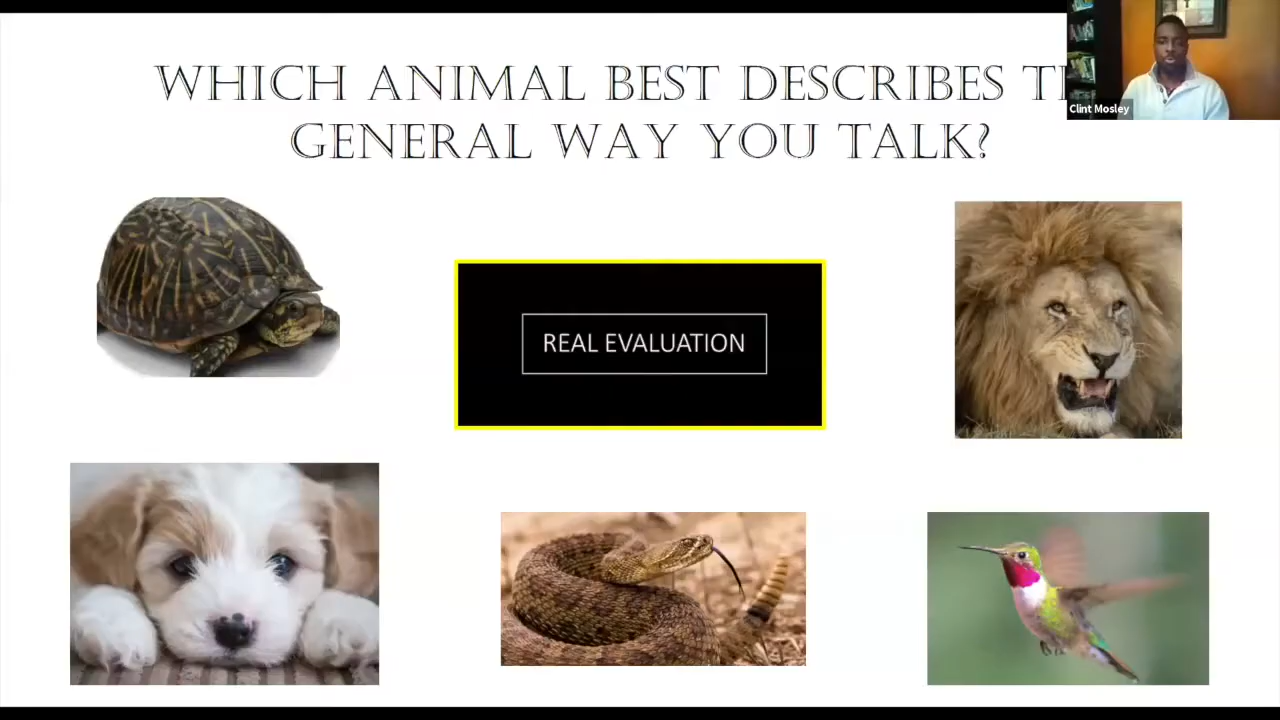 WHICH ANIMAL BEST DESCRIBES
GENERAL WAY YOU TALK?
Clint Mosley
REAL EVALUATION